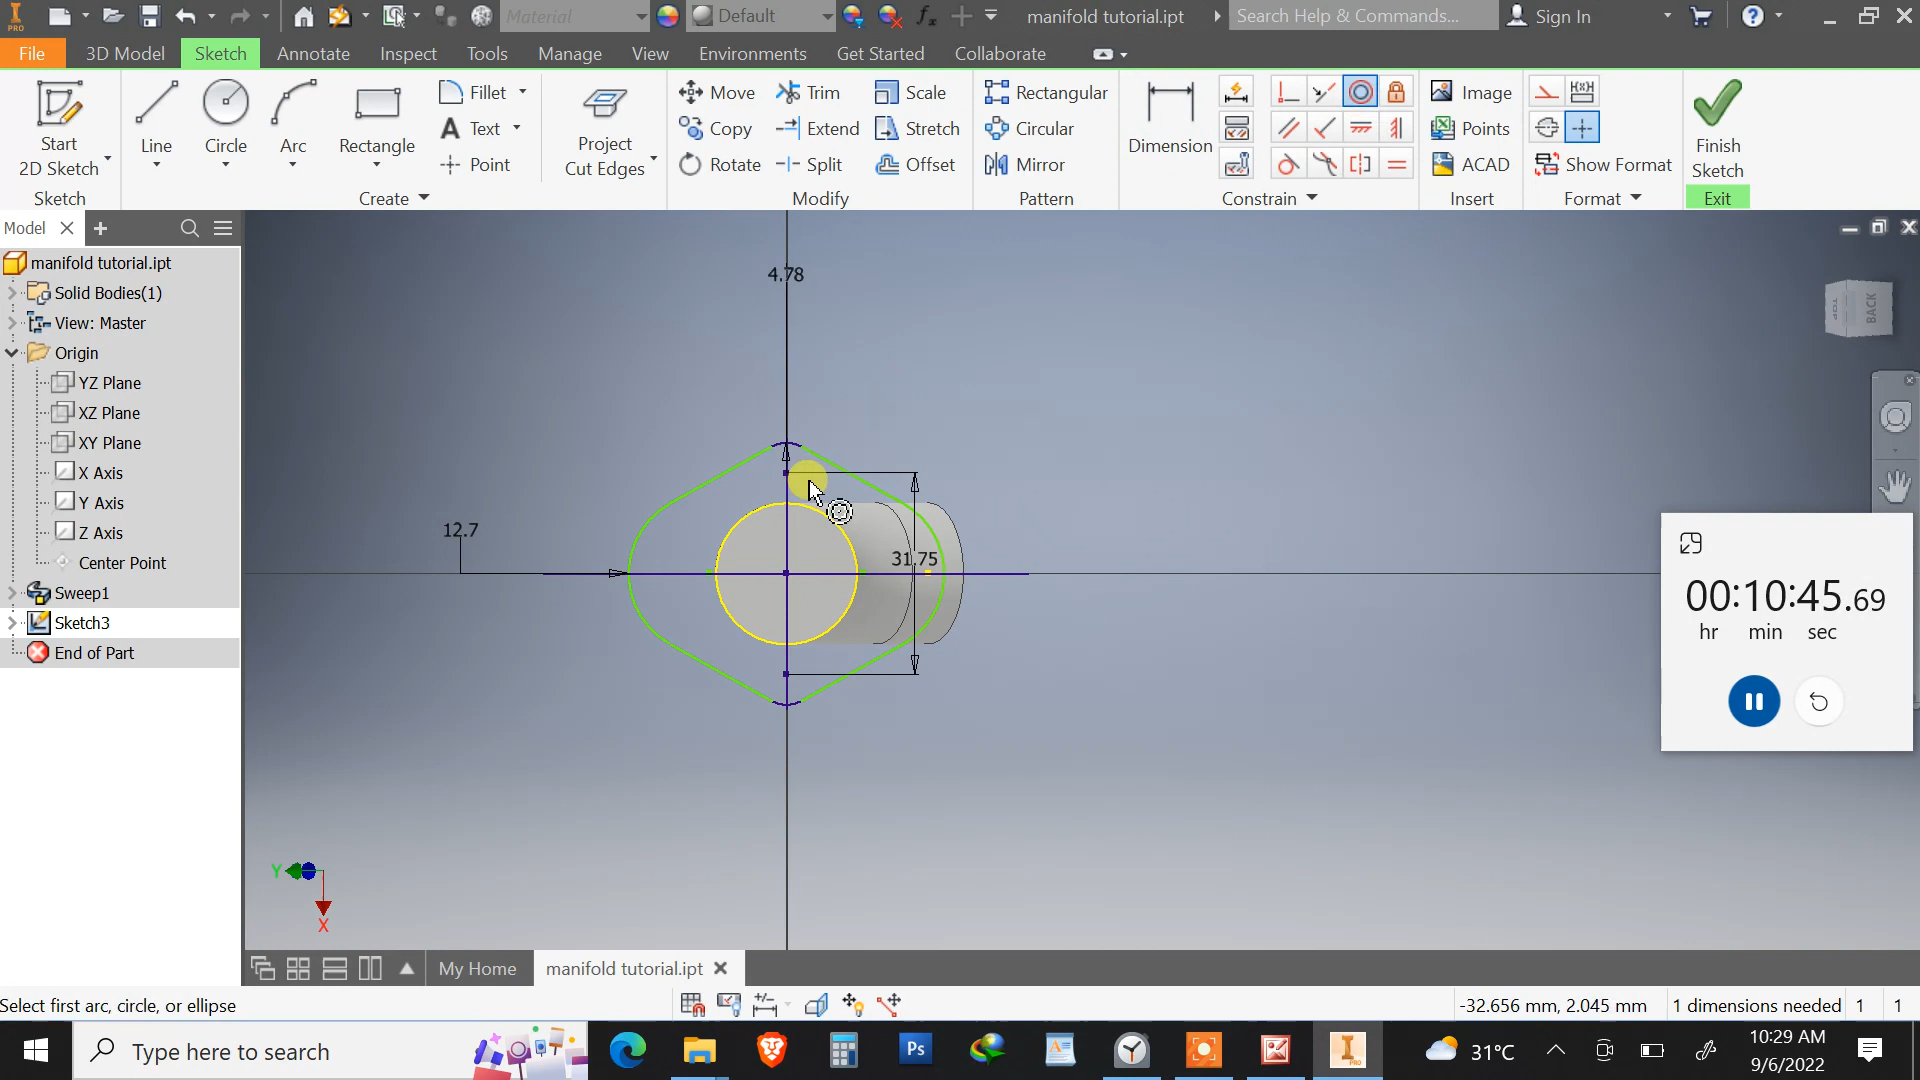 PRO
Material
Default
manifold tutorial.ipt
Search Help & Commands...
Sign In
File
3D Model
Sketch
Annotate
Inspect
Tools
Manage
View
Environments
Get Started
Collaborate
Start
2D Sketch
Line
Circle
Arc
Rectangle
Fillet
Text
Point
Project
Cut Edges
Move
Copy
Rotate
Trim
Extend
Split
Scale
Stretch
Offset
Rectangular
Circular
Mirror
Dimension
Image
Points
ACAD
Show Format
Finish
Sketch
Sketch
Create
Modify
Pattern
Constrain
Insert
Format
Exit
Model
manifold tutorial.ipt
Solid Bodies(1)
View: Master
Origin
YZ Plane
XZ Plane
XY Plane
X Axis
Y Axis
Z Axis
Center Point
Sweep1
Sketch3
End of Part
4.78
12.7
31.75
TOP
BACK
00:10:45.69
hr min sec
Y
X
My Home
manifold tutorial.ipt
Select first arc, circle, or ellipse
-32.656 mm, 2.045 mm
1 dimensions needed
1
1
Type here to search
Ps
PRO
31°C
10:29 AM
9/6/2022